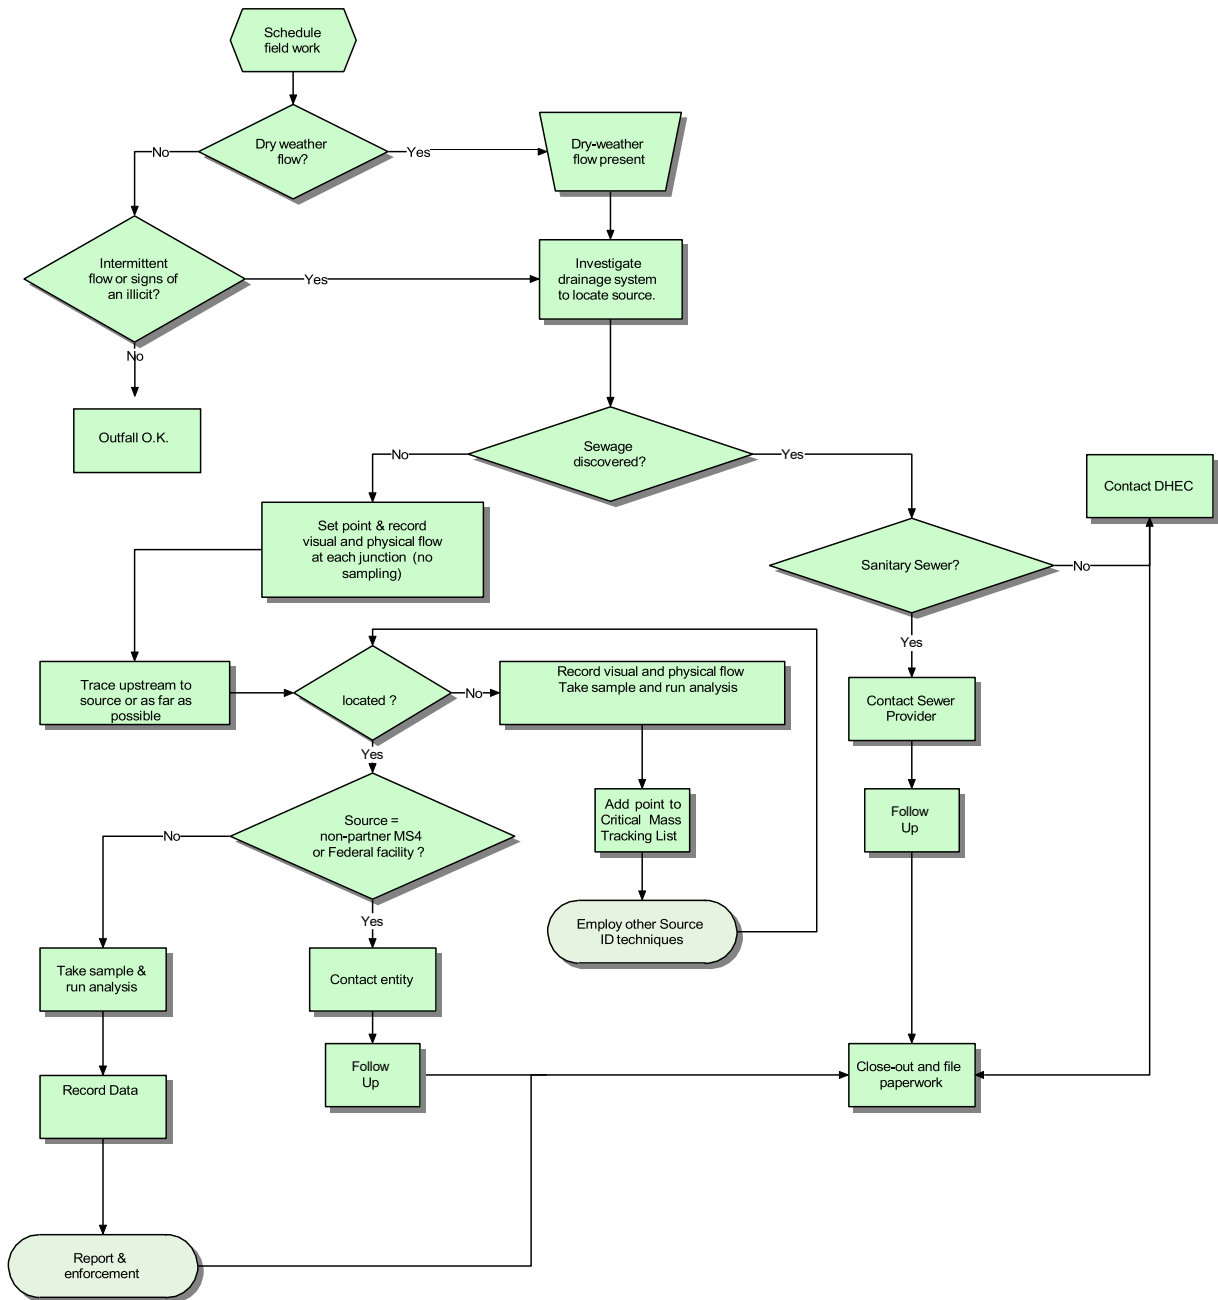 Schedule
field work
Dry weather
flow?
No
Yes
Dry-weather
flow present
Intermittent
flow or signs of
an illicit?
Yes
Investigate
drainage system
to locate source.
No
Outfall O.K.
Sewage
discovered?
No
Yes
Contact DHEC
Set point & record
visual and physical flow
at each junction (no
sampling)
Sanitary Sewer?
No
Yes
Trace upstream to
source or as far as
possible
located ?
No
Record visual and physical flow
Take sample and run analysis
Contact Sewer
Provider
Yes
Source =
non-partner MS4
or Federal facility ?
No
Add point to
Critical Mass
Tracking List
Follow
Up
Yes
Employ other Source
ID techniques
Take sample &
run analysis
Contact entity
Follow
Up
Close-out and file
paperwork
Record Data
Report &
enforcement